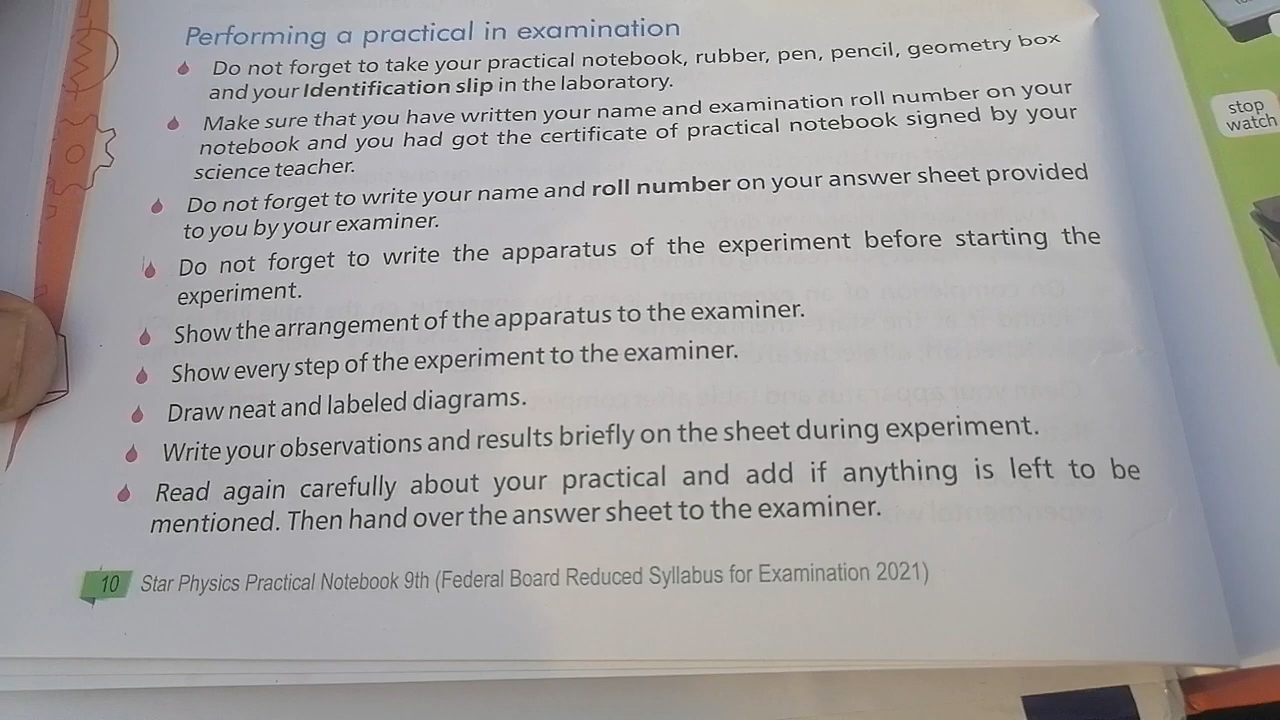 Performing a practical in examination
Do not forget to take your practical notebook, rubber, pen, pencil, geometry box
and your Identification slip in the laboratory.
Make sure that you have written your name and examination roll number on your
notebook and you had got the certificate of practical notebook signed by your
science teacher.
Do not forget to write your name and roll number on your answer sheet provided
to you by your examiner.
Do not forget to write the apparatus of the experiment before starting the
experiment.
Show the arrangement of the apparatus to the examiner.
Show every step of the experiment to the examiner.
Draw neat and labeled diagrams.
Write your observations and results briefly on the sheet during experiment.
Read again carefully about your practical and add if anything is left to be
mentioned. Then hand over the answer sheet to the examiner.
10 Star Physics Practical Notebook 9th (Federal Board Reduced Syllabus for Examination 2021)
stop
watch